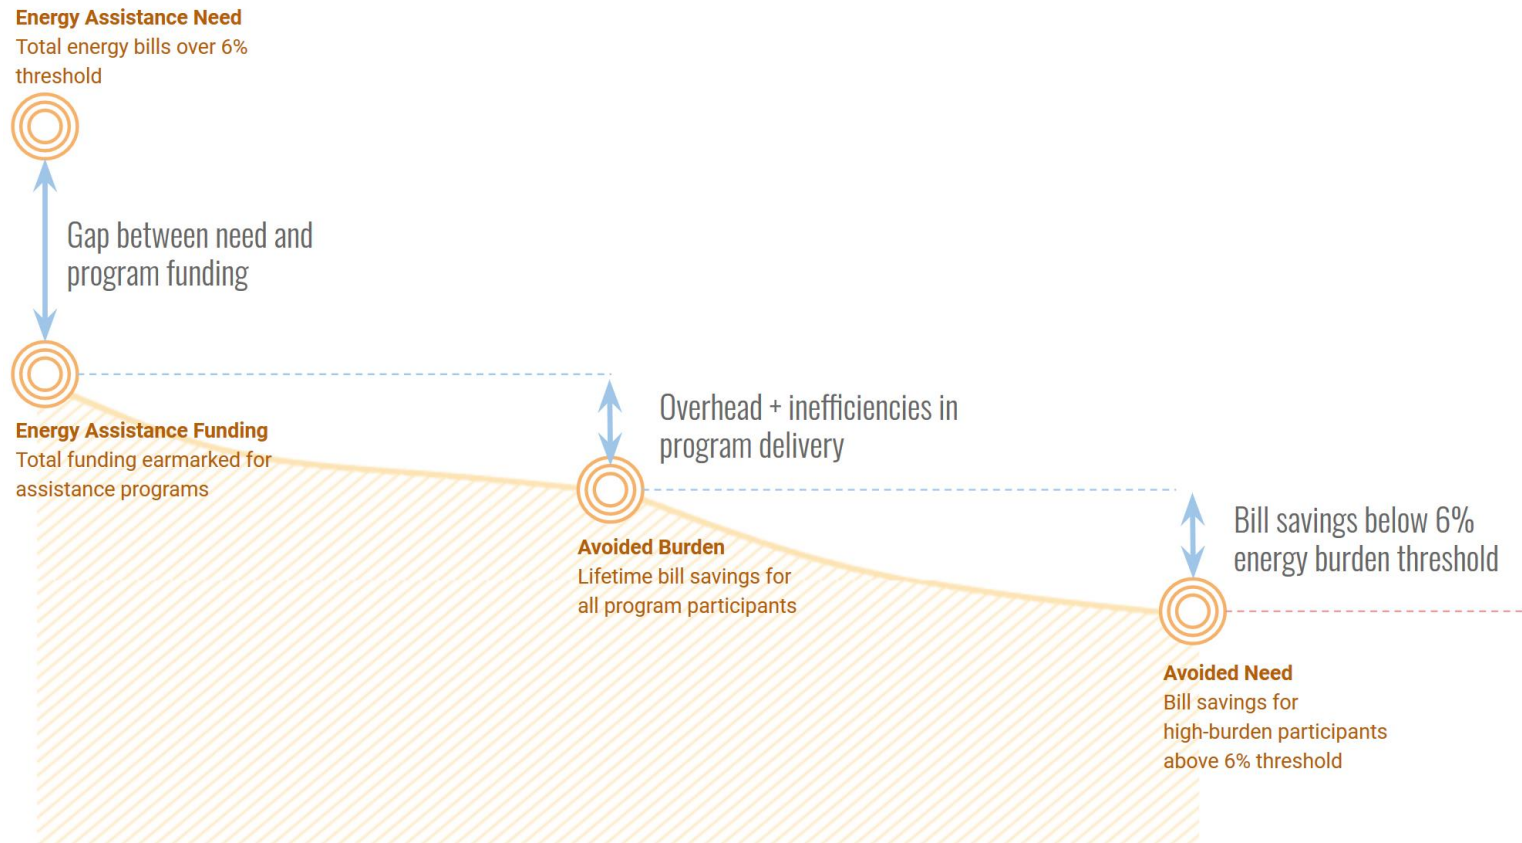 Energy Assistance Need
Total energy bills over 6%
threshold
Gap between need and
program funding
Energy Assistance Funding
Total funding earmarked for
assistance programs
Overhead + inefficiencies in
program delivery
Avoided Burden
Lifetime bill savings for
all program participants
Bill savings below 6%
energy burden threshold
Avoided Need
Bill savings for
high-burden participants
above 6% threshold